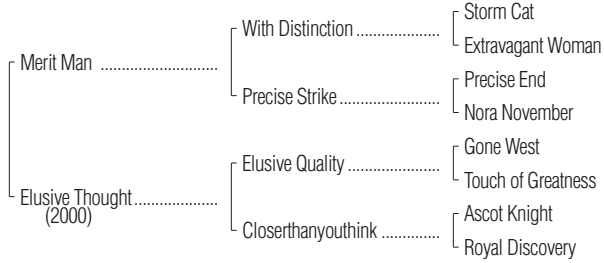 Storm Cat
With Distinction ...................
Extravagant Woman
Merit Man ...........................
Precise End
Precise Strike.......................
Nora November
Gone West
Elusive Quality .....................
Touch of Greatness
Elusive Thought...................
(2000)
Ascot Knight
Closerthanyouthink .............
Royal Discovery